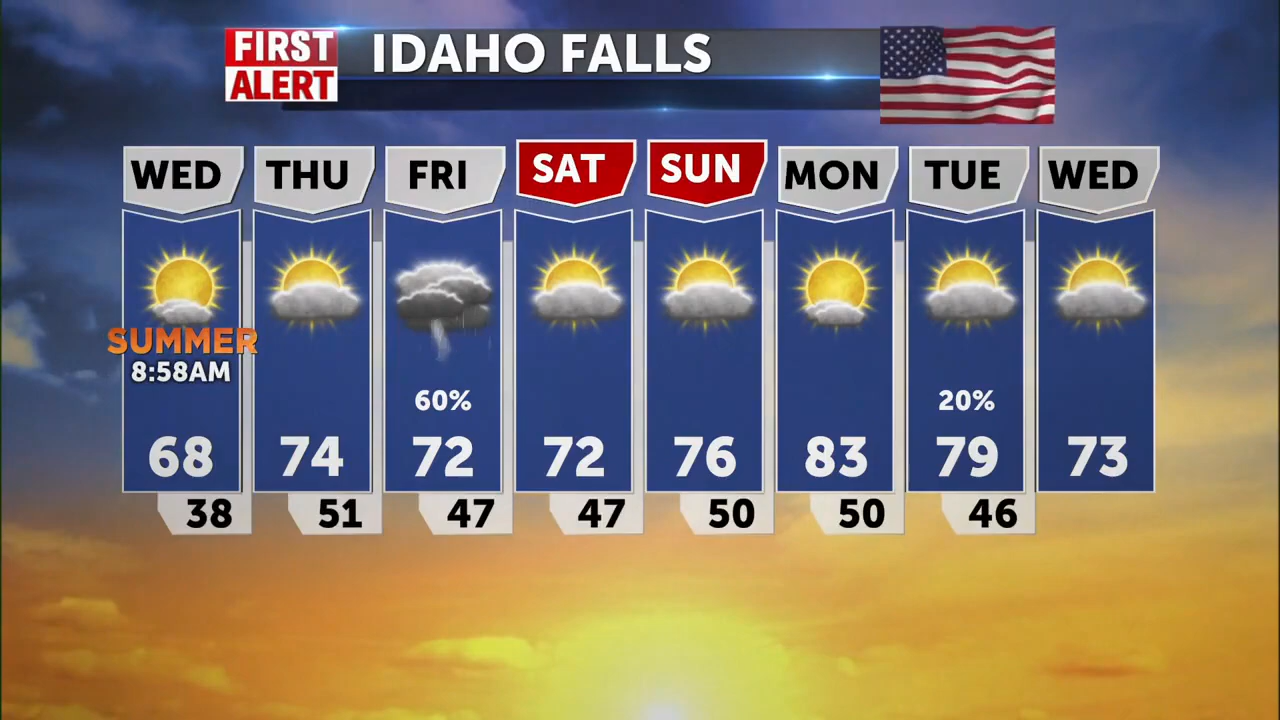 FIRST
ALERT
IDAHO FALLS
WED THU FRI SAT SUN MON TUE WED
SUMMER
8:58AM
60% 20%
68 74 72 72 76 83 79 73
38 51 47 47 50 50 46